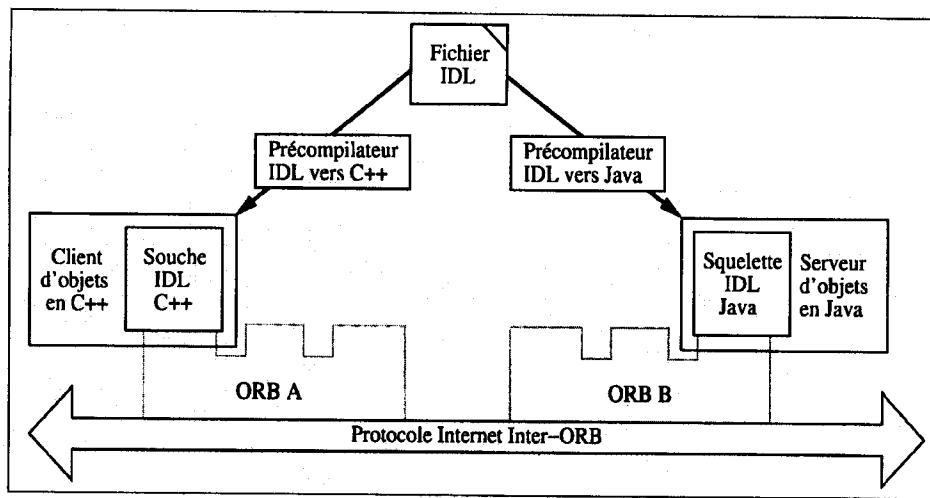 Fichier
IDL
Précompilateur
IDL vers C++
Précompilateur
IDL vers Java
Client
d'objets
en C++
Souche
IDL
C++
Squelette
IDL
Java
Serveur
d'objets
en Java
ORB A
ORB B
Protocole Internet Inter-ORB